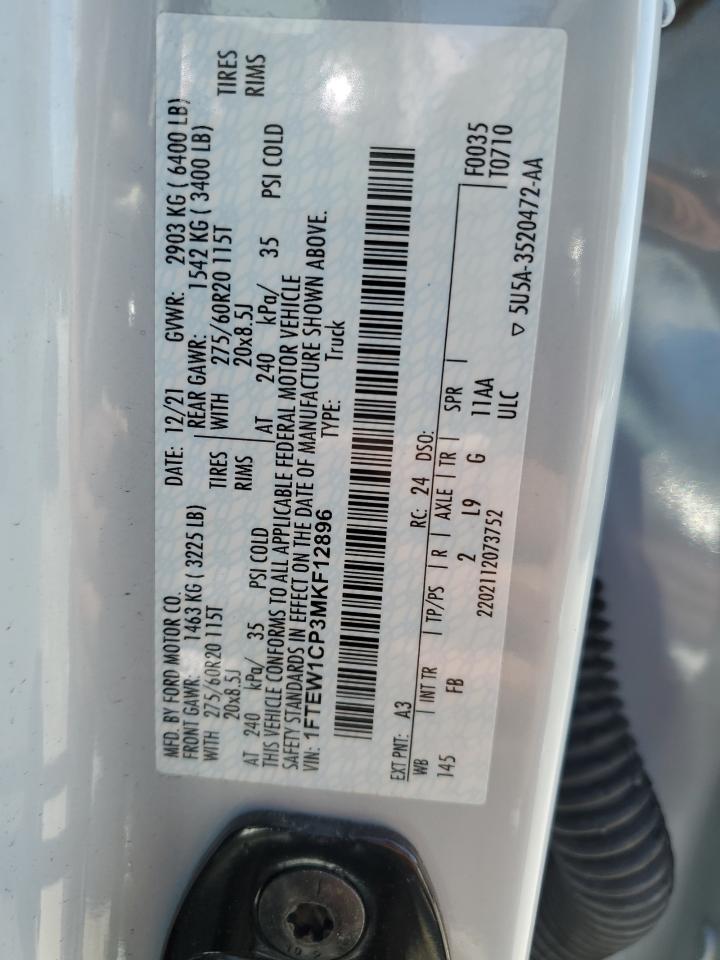 MFD. BY FORD MOTOR CO. DATE: 12/21 GVWR: 2903 KG ( 6400 LB)
FRONT GAWR: 1463 KG ( 3225 LB) REAR GAWR: 1542 KG ( 3400 LB)
WITH 275/60R20 115T TIRES WITH 275/60R20 115T TIRES
20x8.5J RIMS 20x8.5J RIMS
AT 240 kPa/ 35 PSI COLD AT 240 kPa/ 35 PSI COLD
THIS VEHICLE CONFORMS TO ALL APPLICABLE FEDERAL MOTOR VEHICLE
SAFETY STANDARDS IN EFFECT ON THE DATE OF MANUFACTURE SHOWN ABOVE.
VIN: 1FTEW1CP3MKF12896 TYPE: Truck
EXT PNT: A3 RC: 24 DSO: F0035
WB INT TR TP/PS R AXLE TR SPR T0710
145 FB 2 L9 G 11AA
2202112073752 ULC ▽ 5U5A-3520472-AA